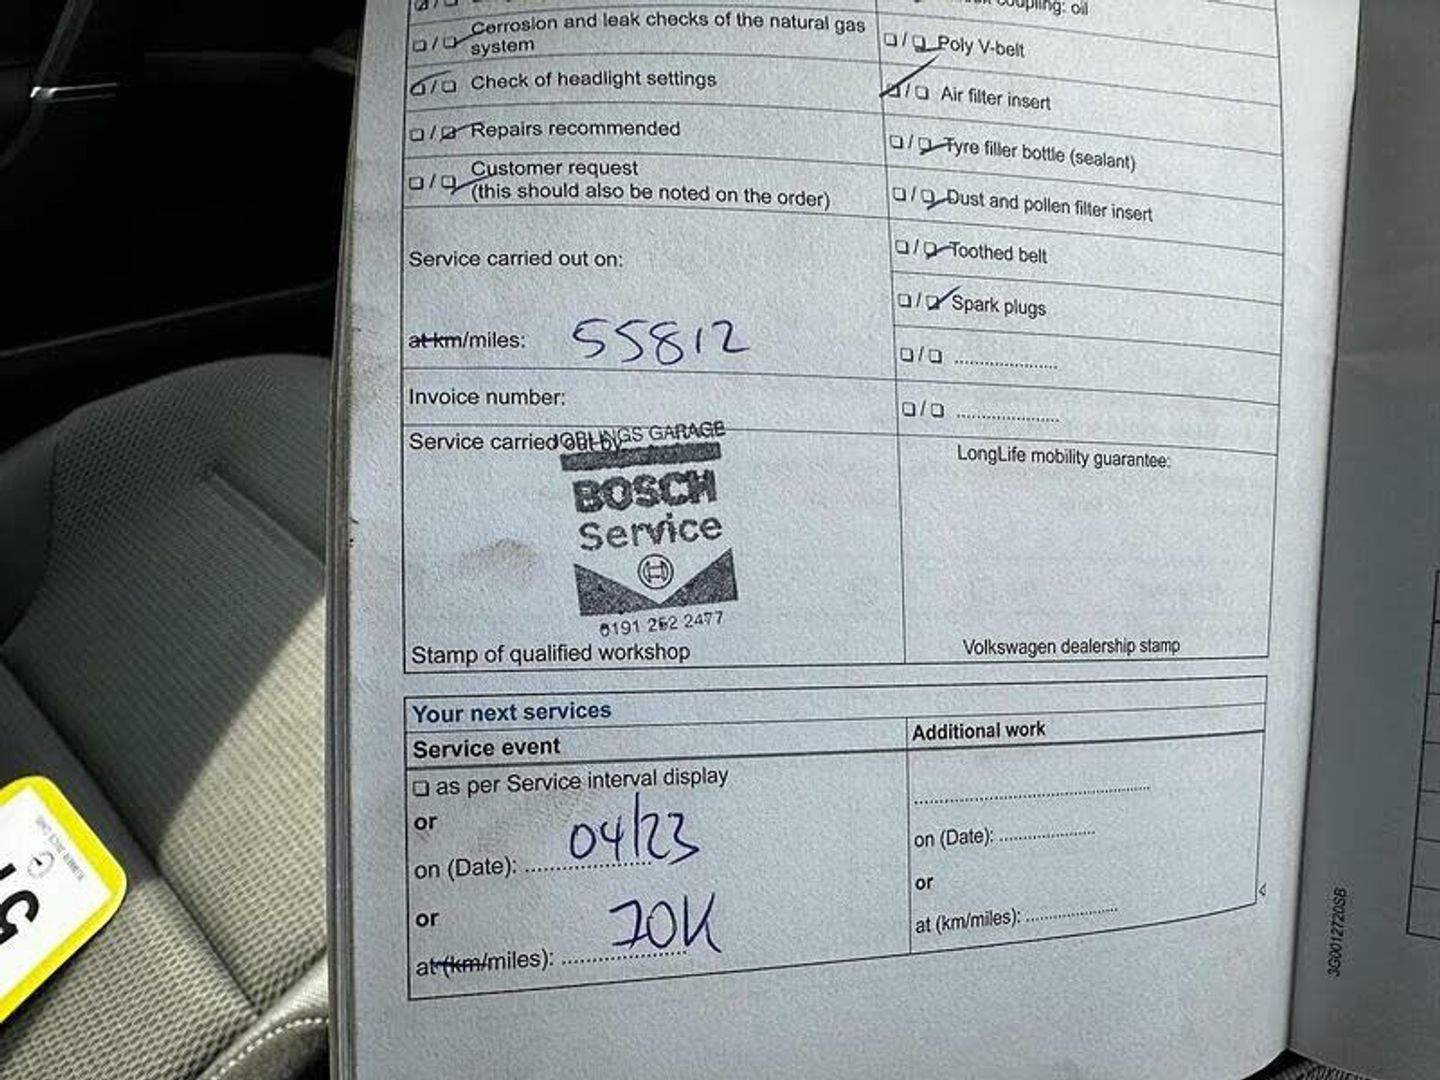 coupling: oil
Corrosion and leak checks of the natural gas
system
Poly V-belt
Check of headlight settings
Air filter insert
Repairs recommended
Tyre filler bottle (sealant)
Customer request
(this should also be noted on the order)
Dust and pollen filter insert
Toothed belt
Spark plugs
Service carried out on:
at km/miles: 55812
Invoice number:
Service carried out by
JOBLINGS GARAGE
BOSCH
Service
0191 262 2477
Stamp of qualified workshop
LongLife mobility guarantee:
Volkswagen dealership stamp
Your next services
Service event
Additional work
as per Service interval display
or
on (Date): 04/23
or
at (km/miles): 70K
on (Date):
or
at (km/miles):
3G0012720SB